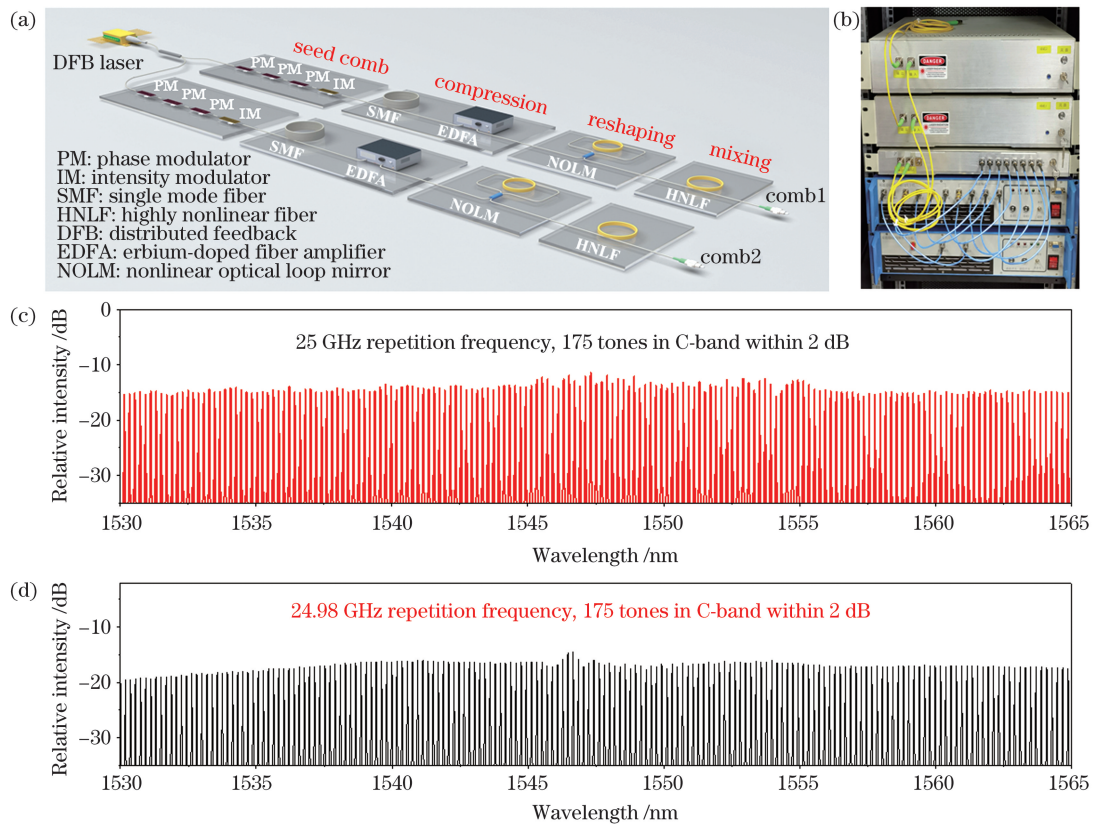 (a)
DFB laser
seed comb
PM PM PM IM
PM PM PM IM
compression
SMF EDFA
SMF EDFA
reshaping
NOLM
NOLM
mixing
HNLF
HNLF
comb1
comb2
PM: phase modulator
IM: intensity modulator
SMF: single mode fiber
HNLF: highly nonlinear fiber
DFB: distributed feedback
EDFA: erbium-doped fiber amplifier
NOLM: nonlinear optical loop mirror
(b)
DANGER
DANGER
(c)
25 GHz repetition frequency, 175 tones in C-band within 2 dB
Relative intensity /dB
0
−10
−20
−30
1530 1535 1540 1545 1550 1555 1560 1565
Wavelength /nm
(d)
24.98 GHz repetition frequency, 175 tones in C-band within 2 dB
Relative intensity /dB
−10
−20
−30
1530 1535 1540 1545 1550 1555 1560 1565
Wavelength /nm